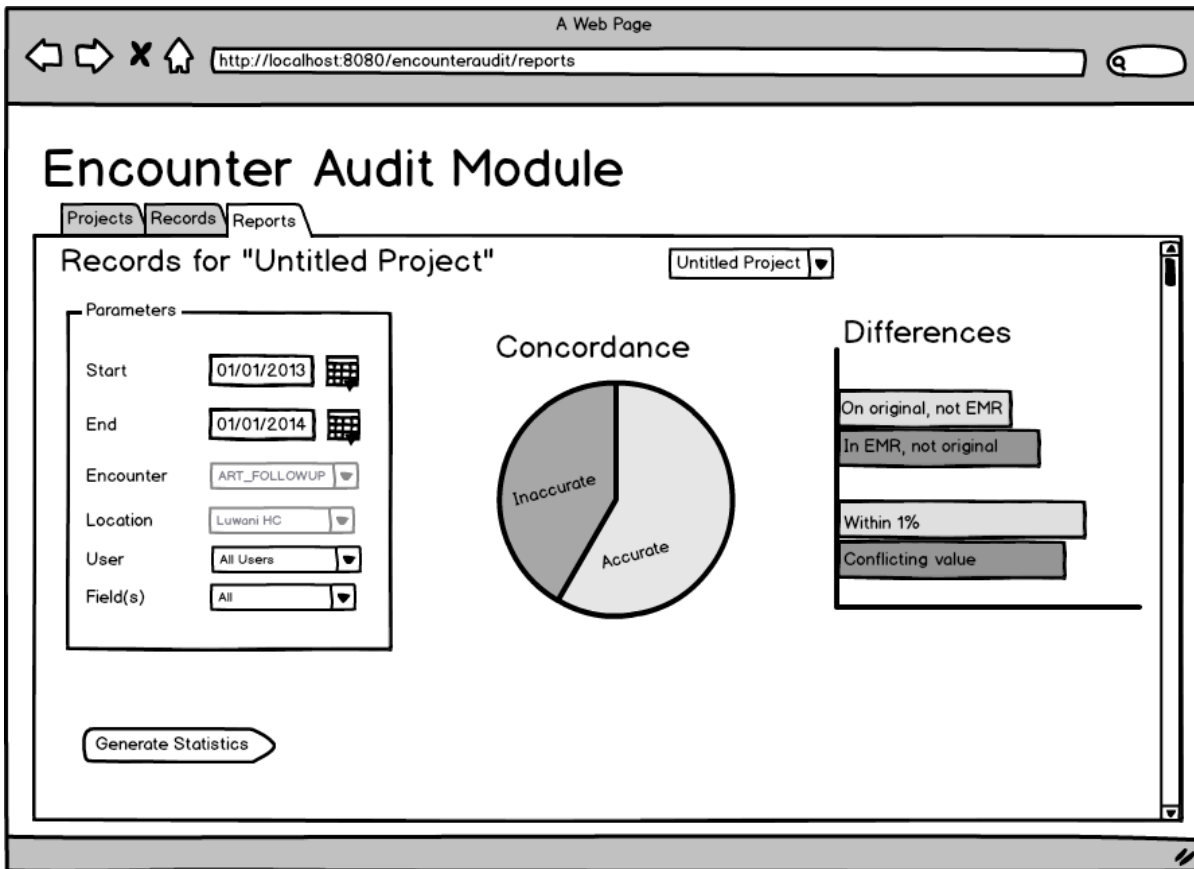 A Web Page
http://localhost:8080/encounteraudit/reports
Encounter Audit Module
Projects Records Reports
Records for "Untitled Project"
Untitled Project
Parameters
Start 01/01/2013
End 01/01/2014
Encounter ART_FOLLOWUP
Location Luwani HC
User All Users
Field(s) All
Generate Statistics
Concordance
Inaccurate
Accurate
Differences
On original, not EMR
In EMR, not original
Within 1%
Conflicting value